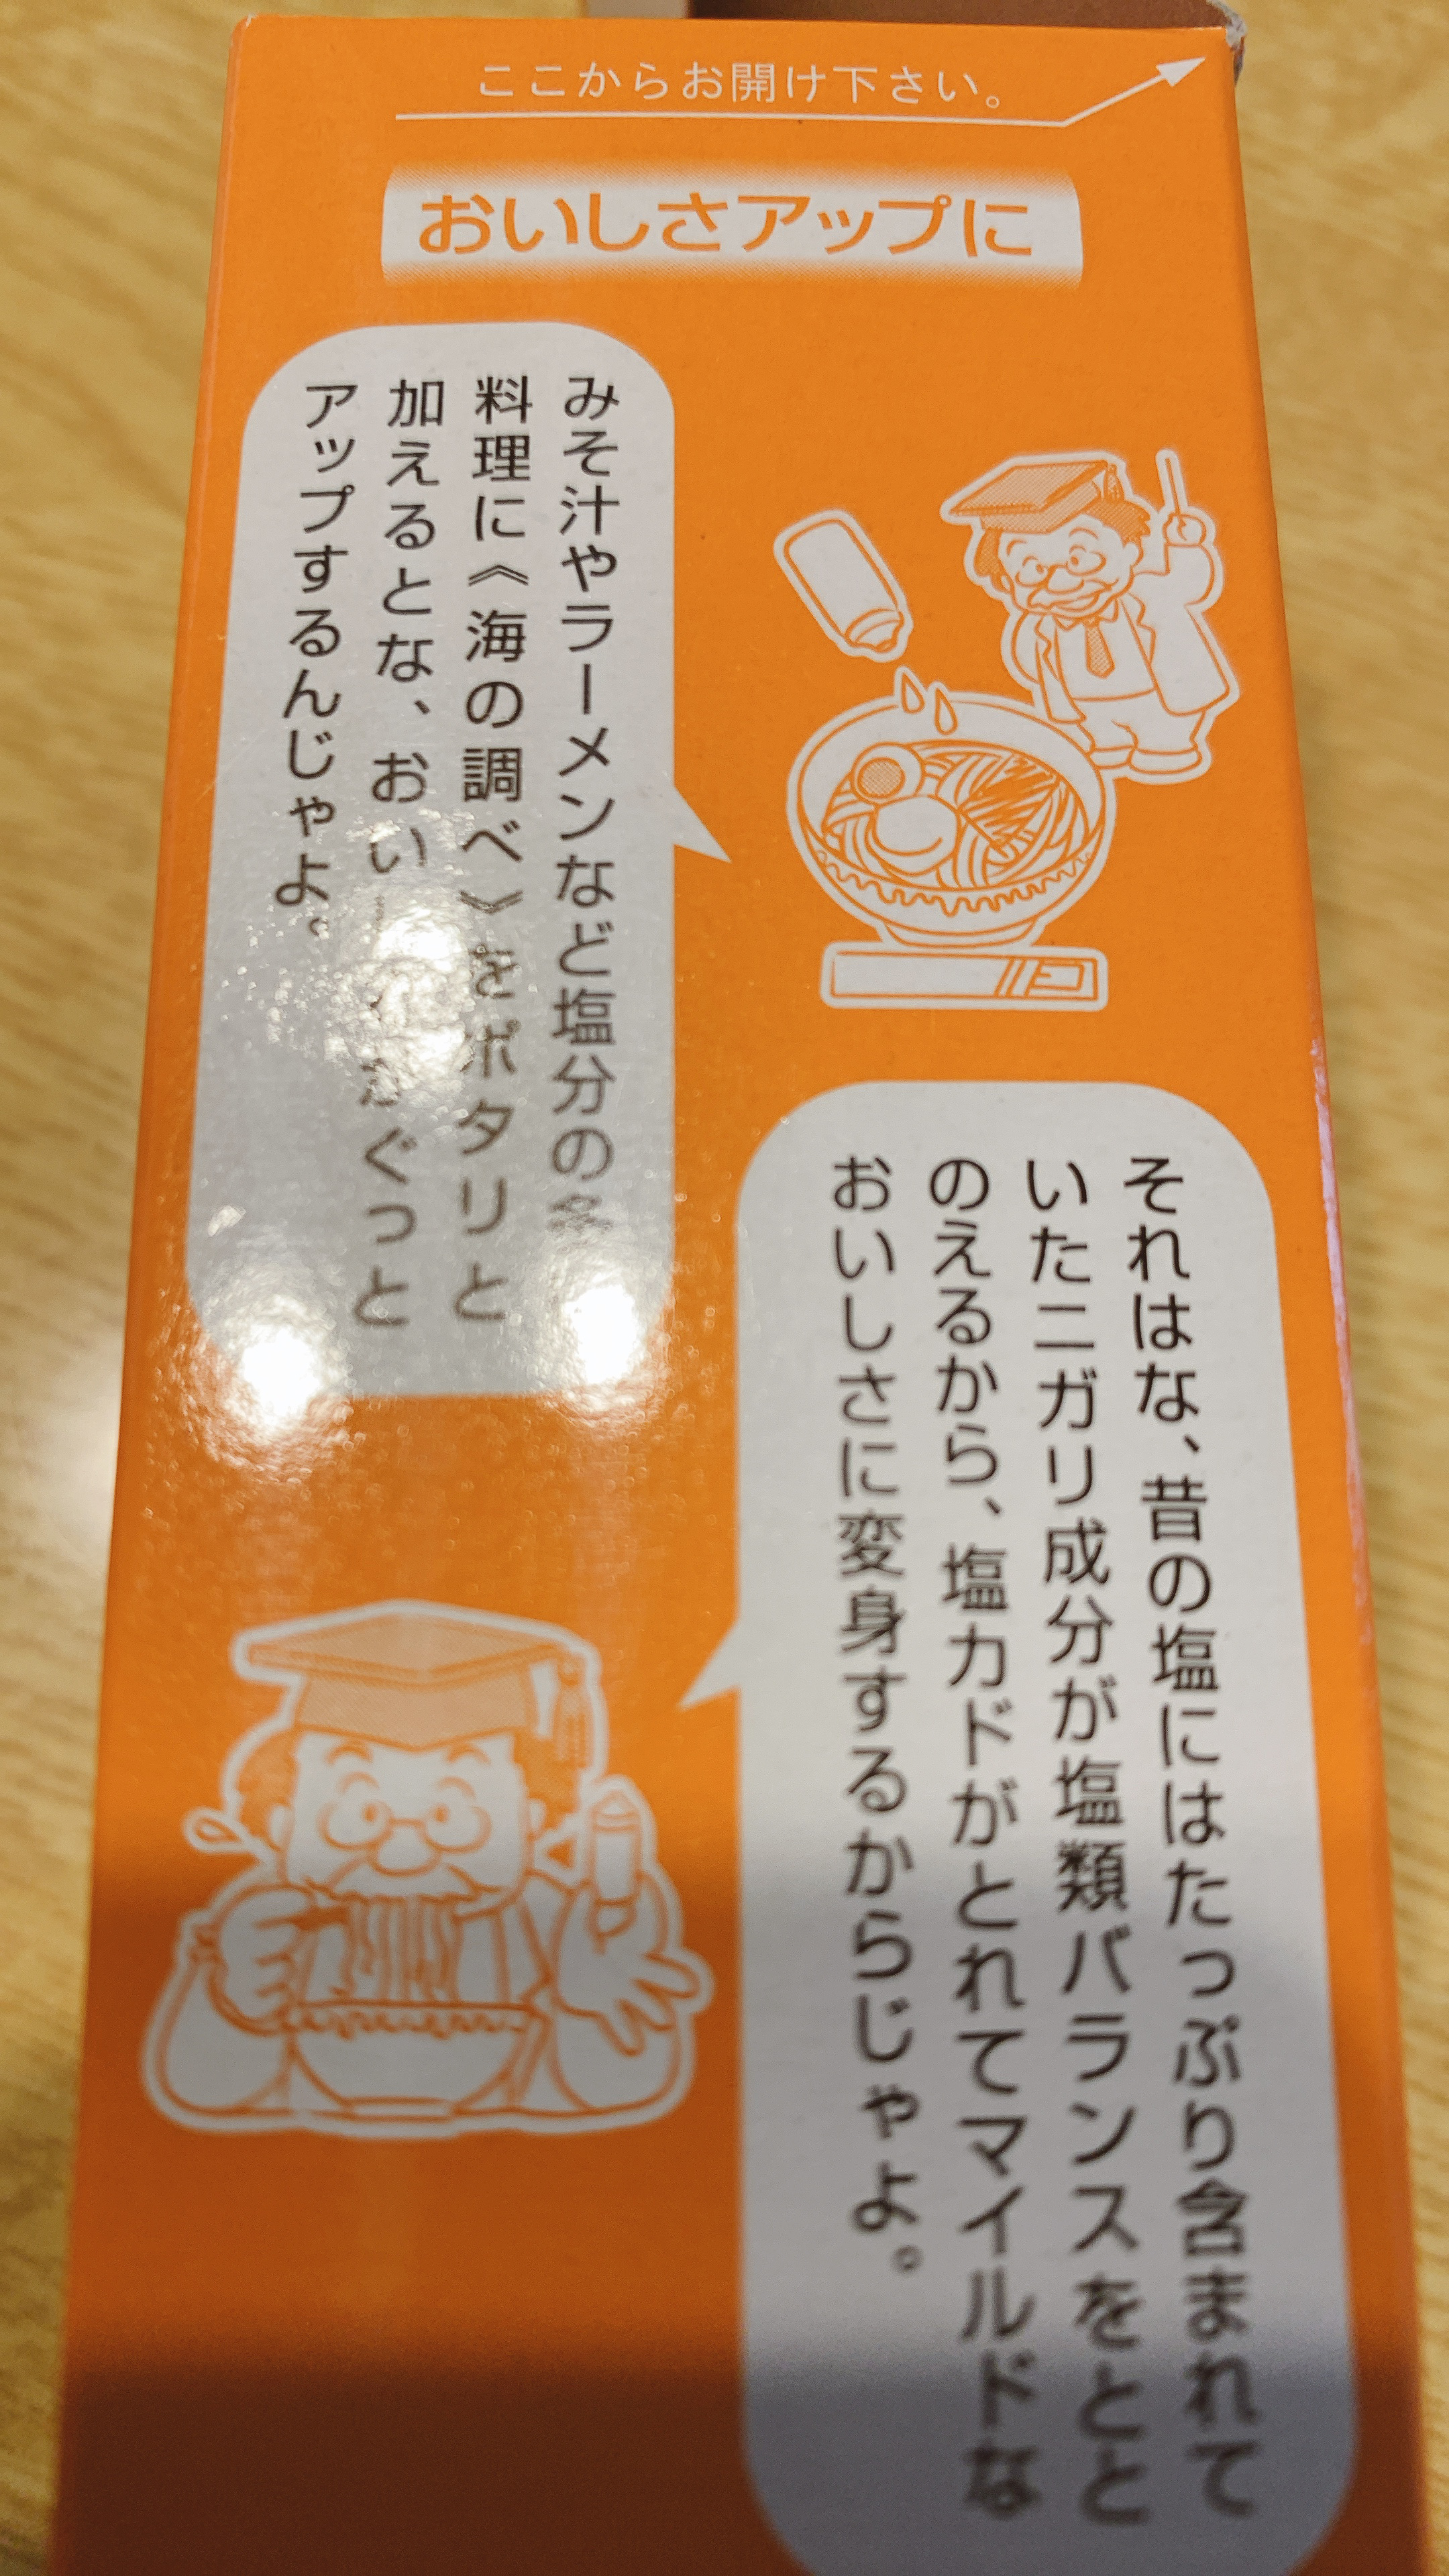 ここからお開け下さい。
おいしさアップに
みそ汁やラーメンなど塩分の
料理に《海の調べ》をポタリと
加えるとな、おい がぐっと
アップするんじゃよ。
それはな、昔の塩にはたっぷり含まれて
いたニガリ成分が塩類バランスをとと
のえるから、塩カドがとれてマイルドな
おいしさに変身するからじゃよ。